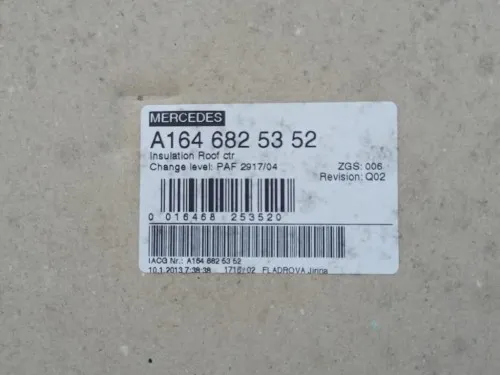 MERCEDES
A164 682 53 52
Insulation Roof ctr
Change level: PAF 2917/04 ZGS: 006
Revision: Q02
0 016468 253520
IACG Nr.: A164 682 53 52
10.1.2013 7:38:38 1716/02 FLADROVA Jirina